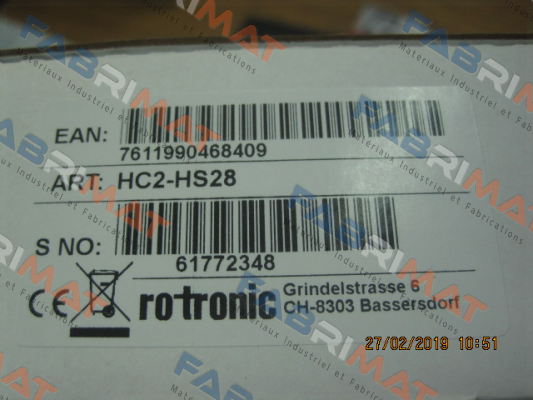 EAN:
7611990468409
ART: HC2-HS28
S NO:
61772348
CE rotronic Grindelstrasse 6
CH-8303 Bassersdorf
27/02/2019 10:51
FABRIMAT
Matériaux Industriel et Fabrications